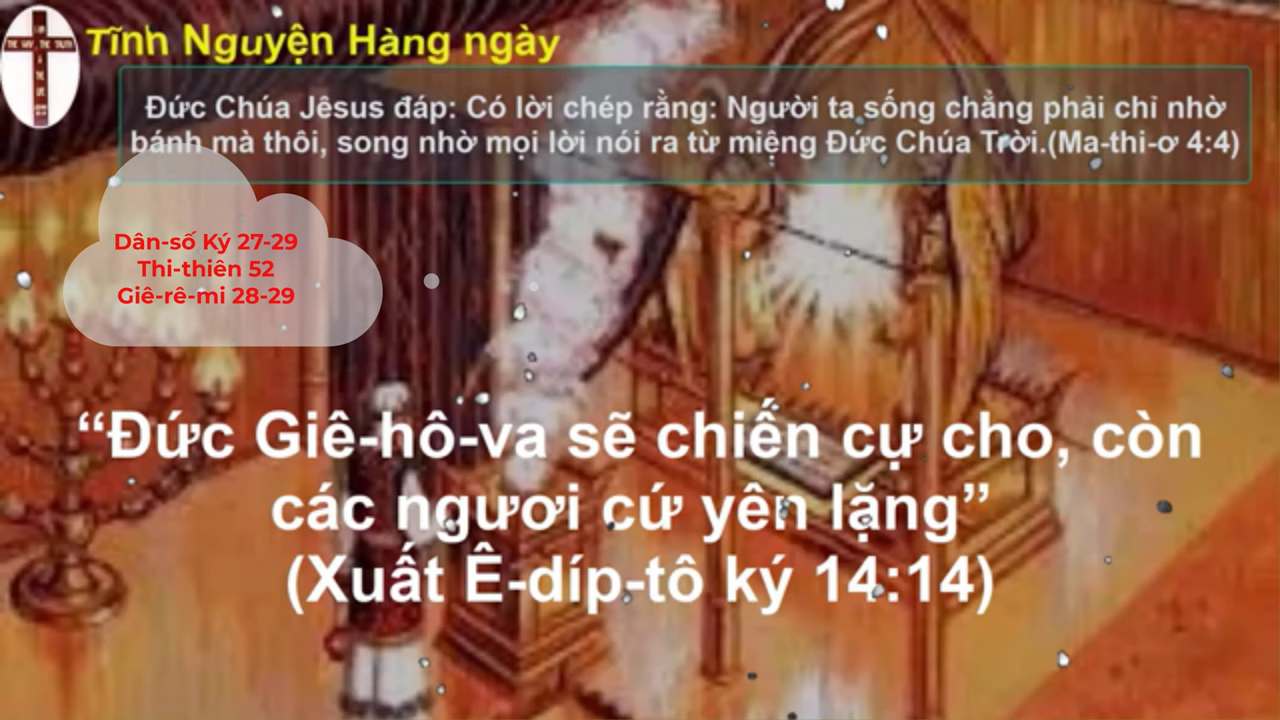 Tĩnh Nguyện Hàng ngày
Đức Chúa Jêsus đáp: Có lời chép rằng: Người ta sống chẳng phải chỉ nhờ
bánh mà thôi, song nhờ mọi lời nói ra từ miệng Đức Chúa Trời.(Ma-thi-ơ 4:4)
Dân-số Ký 27-29
Thi-thiên 52
Giê-rê-mi 28-29
“Đức Giê-hô-va sẽ chiến cự cho, còn
các ngươi cứ yên lặng”
(Xuất Ê-díp-tô ký 14:14)